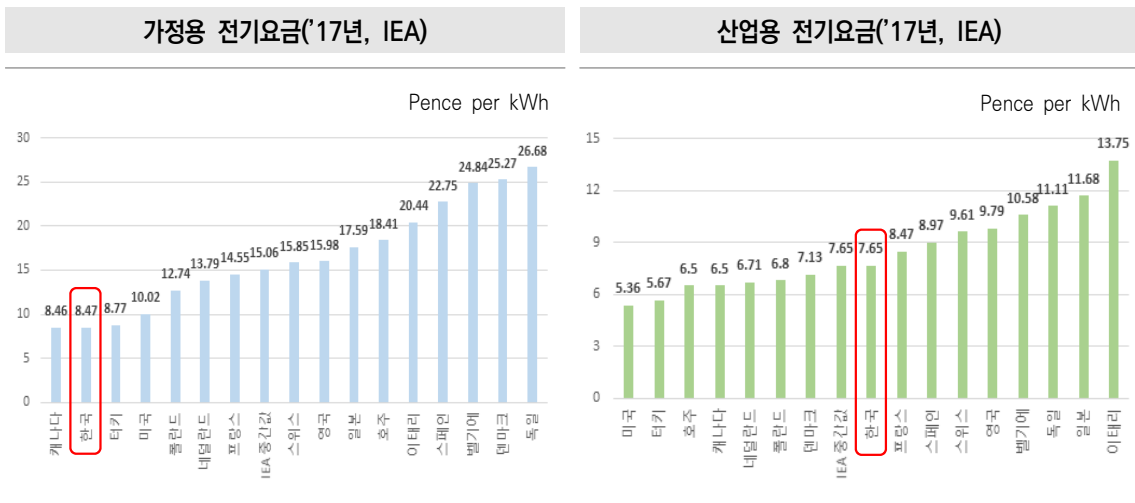 가정용 전기요금('17년, IEA)
Pence per kWh
30
25
20
15
10
5
0
8.46
8.47
8.77
10.02
12.74
13.79
14.55
15.06
15.85
15.98
17.59
18.41
20.44
22.75
24.84
25.27
26.68
캐나다
한국
터키
미국
폴란드
네덜란드
프랑스
IEA 중간값
스위스
영국
일본
호주
이태리
스페인
벨기에
덴마크
독일
산업용 전기요금('17년, IEA)
Pence per kWh
15
12
9
6
3
0
5.36
5.67
6.5
6.5
6.71
6.8
7.13
7.65
7.65
8.47
8.97
9.61
9.79
10.58
11.11
11.68
13.75
미국
터키
호주
캐나다
네덜란드
폴란드
덴마크
IEA 중간값
한국
프랑스
스페인
스위스
영국
벨기에
독일
일본
이태리